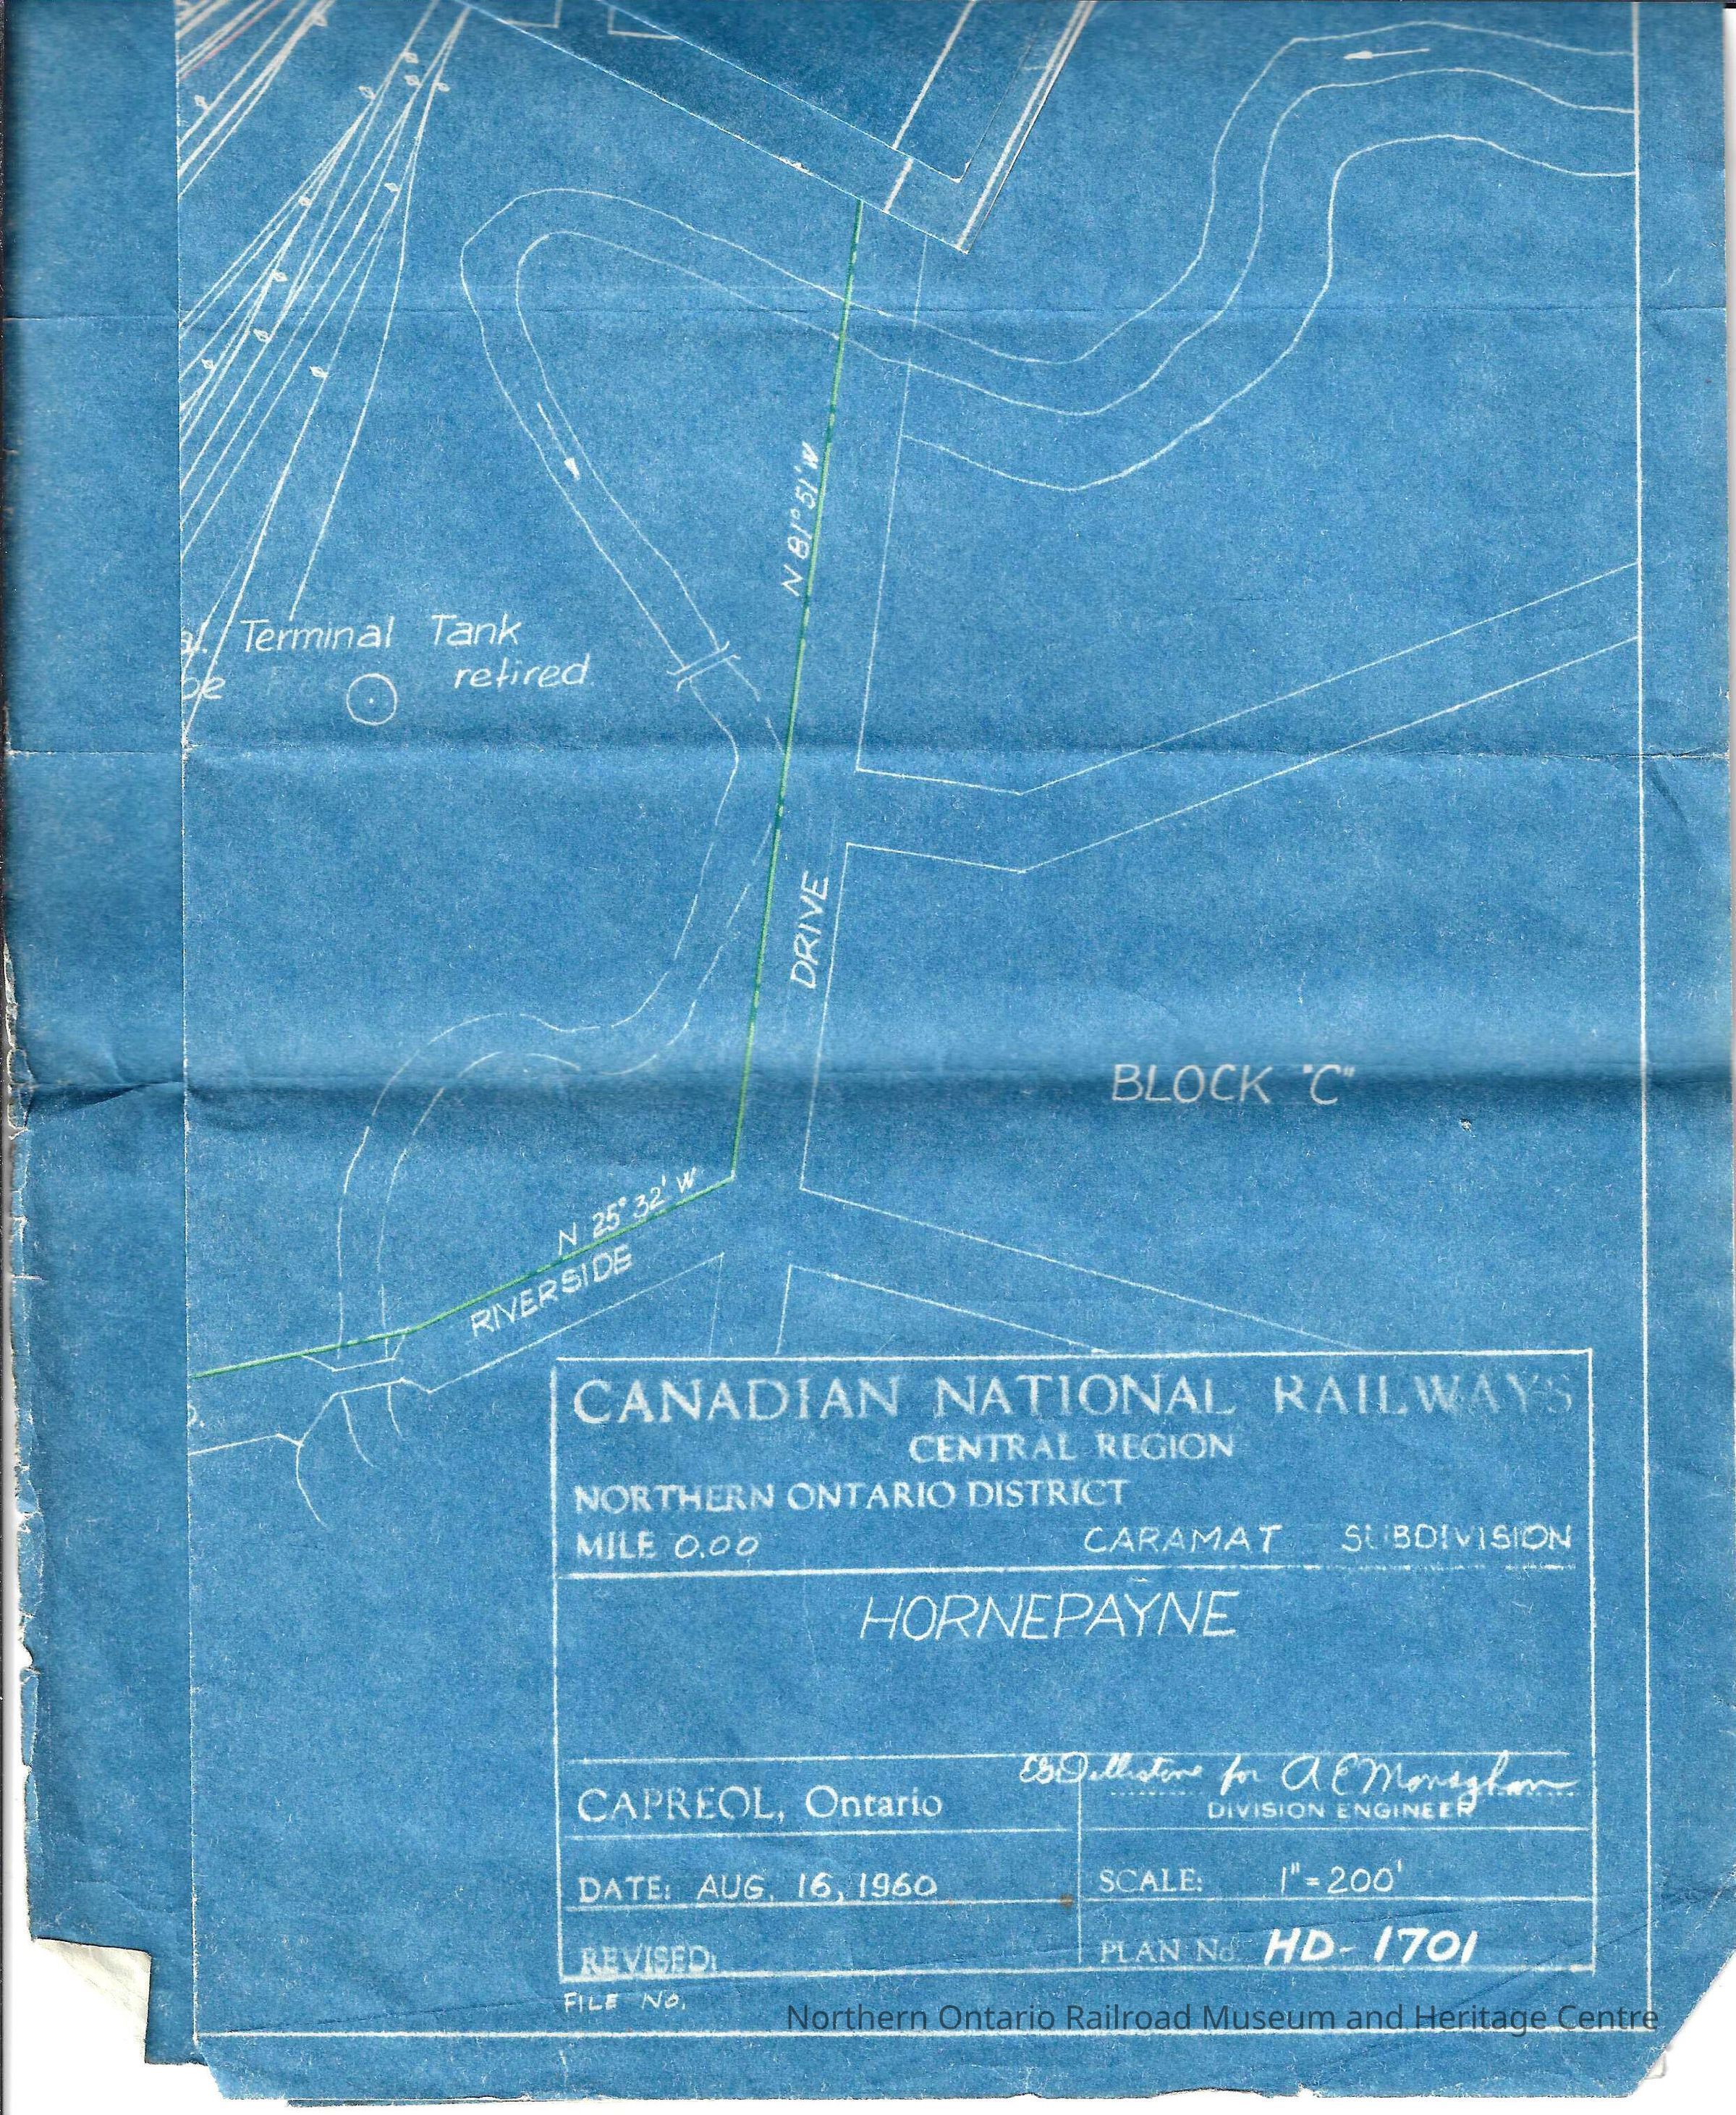 N 81° 51' W
Terminal Tank
retired
DRIVE
BLOCK "C"
N 25° 32' W
RIVERSIDE
CANADIAN NATIONAL RAILWAYS
CENTRAL REGION
NORTHERN ONTARIO DISTRICT
MILE 0.00 CARAMAT SUBDIVISION
HORNEPAYNE
for A E Monaghan
CAPREOL, Ontario DIVISION ENGINEER
DATE: AUG. 16, 1960 SCALE: 1"=200'
REVISED: PLAN No. HD-1701
FILE No.
Northern Ontario Railroad Museum and Heritage Centre